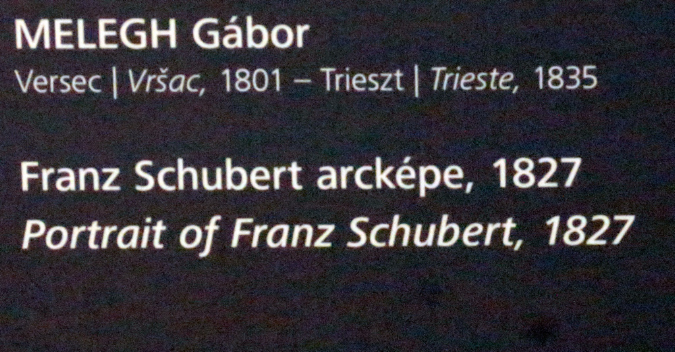 MELEGH Gábor
Versec | Vršac, 1801 – Trieszt | Trieste, 1835
Franz Schubert arcképe, 1827
Portrait of Franz Schubert, 1827